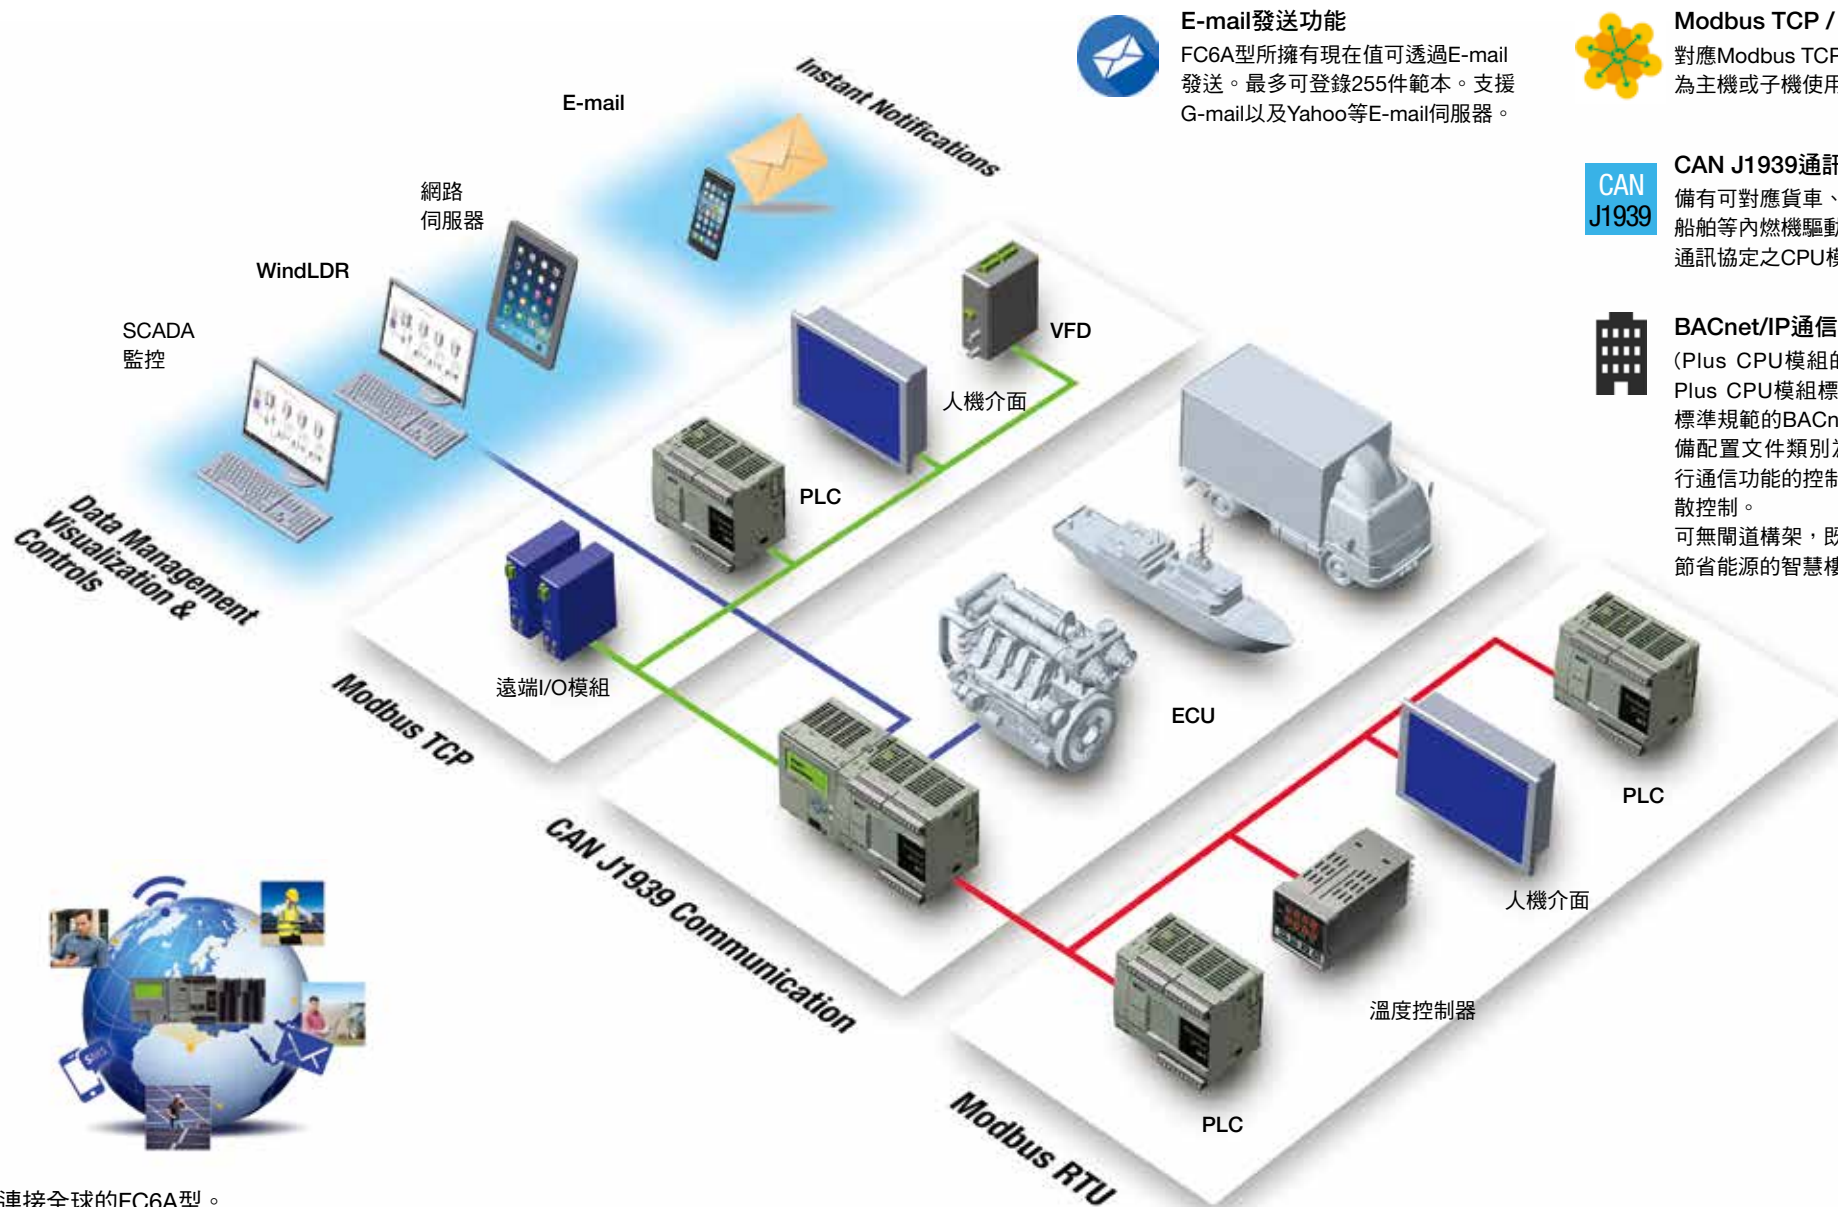 E-mail發送功能
FC6A型所擁有現在值可透過E-mail
發送。最多可登錄255件範本。支援
G-mail以及Yahoo等E-mail伺服器。
Modbus TCP /
對應Modbus TCP
為主機或子機使用
CAN
J1939
CAN J1939通訊
備有可對應貨車、
船舶等內燃機驅動
通訊協定之CPU模
BACnet/IP通信
(Plus CPU模組的
Plus CPU模組標
標準規範的BACn
備配置文件類別為
行通信功能的控制
散控制。
可無閘道構架，既
節省能源的智慧樓
Instant Notifications
E-mail
網路
伺服器
WindLDR
SCADA
監控
Data Management
Visualization &
Controls
VFD
人機介面
PLC
遠端I/O模組
Modbus TCP
ECU
CAN J1939 Communication
PLC
人機介面
溫度控制器
PLC
Modbus RTU
SMS
連接全球的FC6A型。